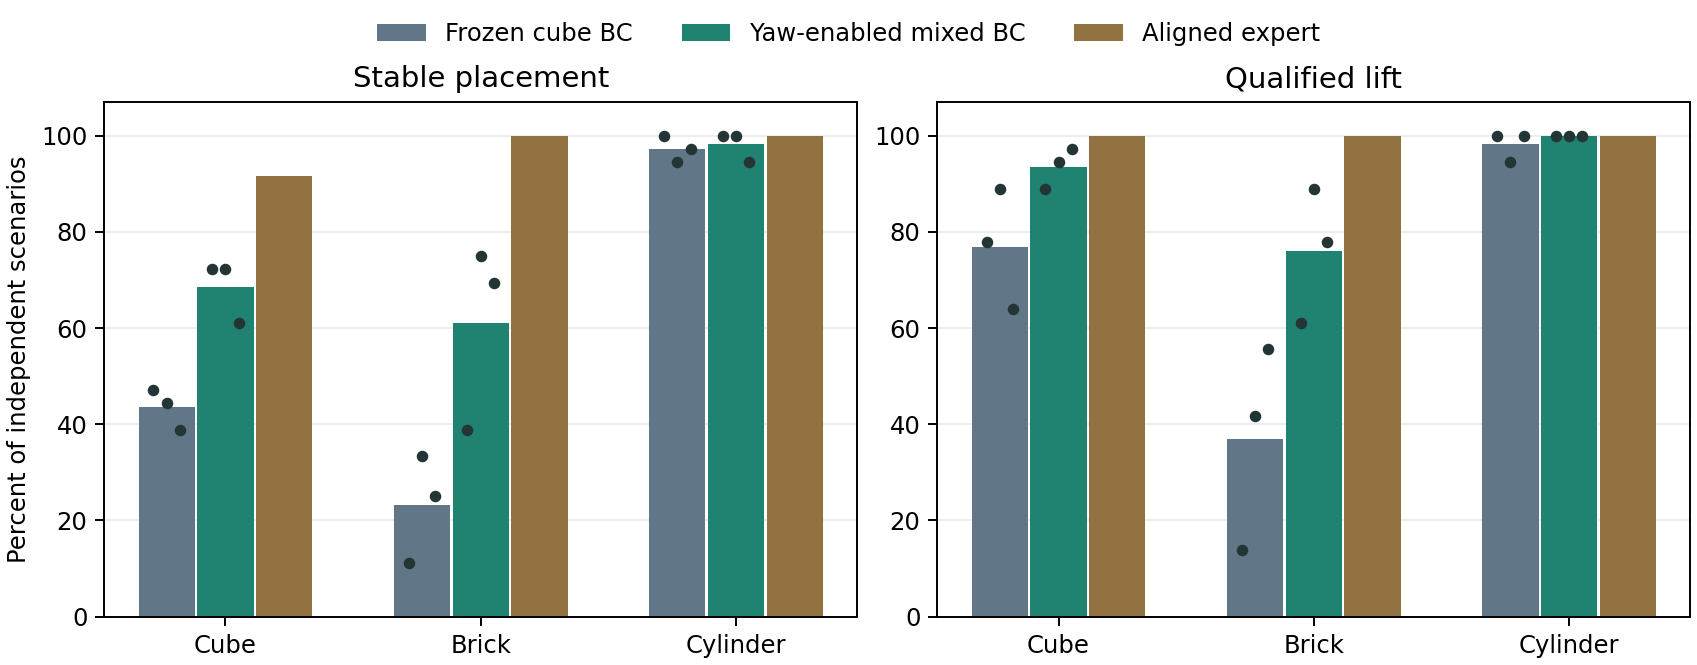 Frozen cube BC
Yaw-enabled mixed BC
Aligned expert
Stable placement
Percent of independent scenarios
100
80
60
40
20
0
Cube
Brick
Cylinder
Qualified lift
100
80
60
40
20
0
Cube
Brick
Cylinder